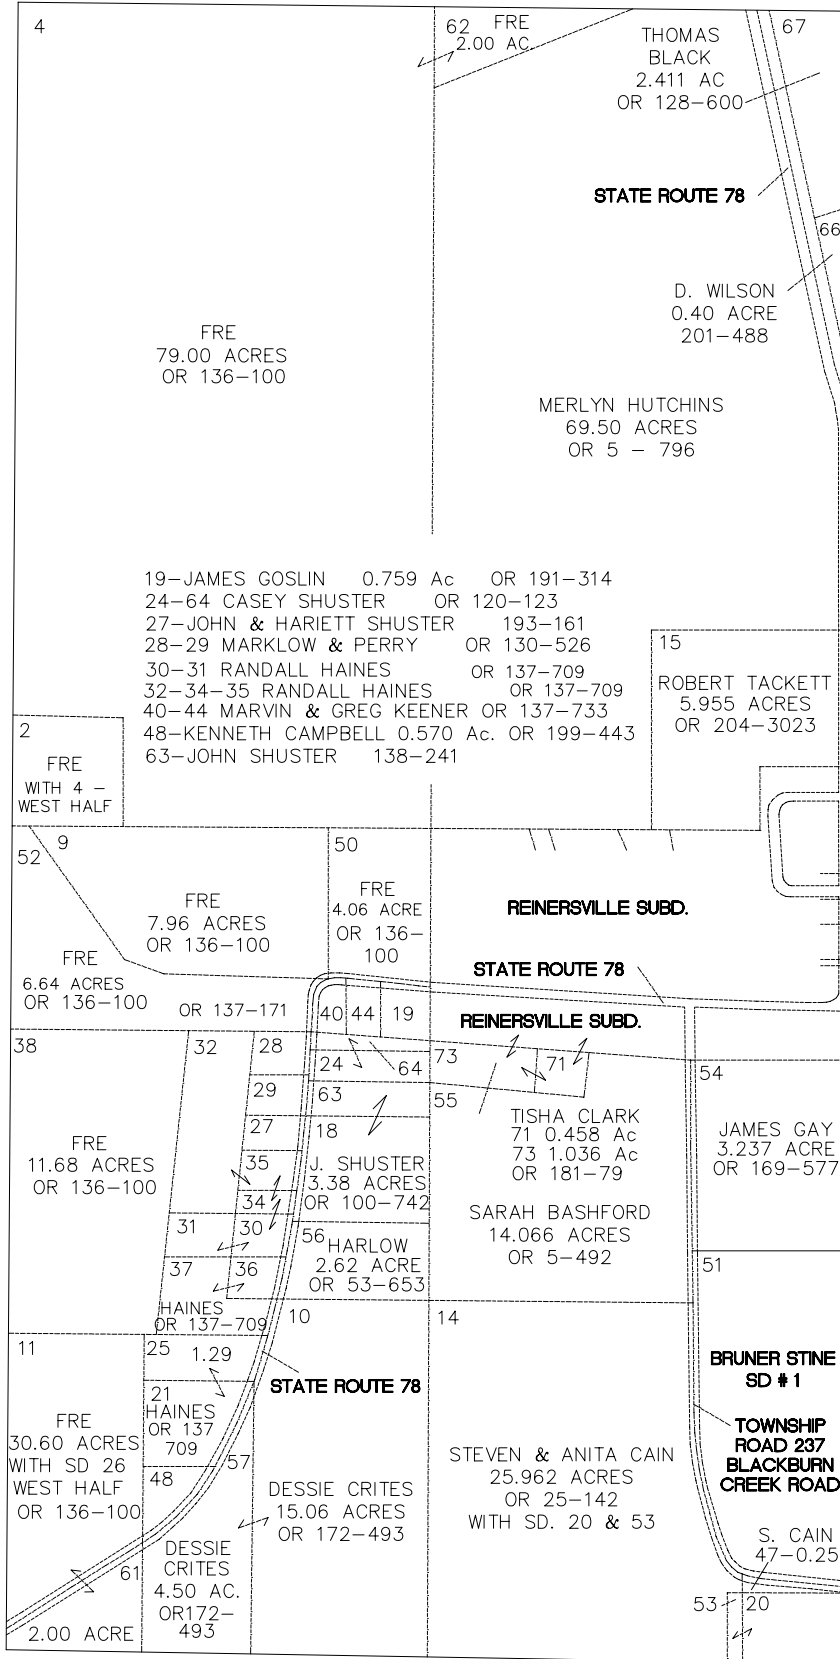 4
62 FRE
2.00 AC.
THOMAS
BLACK
2.411 AC
OR 128-600
67
STATE ROUTE 78
66
D. WILSON
0.40 ACRE
201-488
FRE
79.00 ACRES
OR 136-100
MERLYN HUTCHINS
69.50 ACRES
OR 5 - 796
19-JAMES GOSLIN 0.759 Ac OR 191-314
24-64 CASEY SHUSTER OR 120-123
27-JOHN & HARIETT SHUSTER 193-161
28-29 MARKLOW & PERRY OR 130-526
30-31 RANDALL HAINES OR 137-709
32-34-35 RANDALL HAINES OR 137-709
40-44 MARVIN & GREG KEENER OR 137-733
48-KENNETH CAMPBELL 0.570 Ac. OR 199-443
63-JOHN SHUSTER 138-241
15
ROBERT TACKETT
5.955 ACRES
OR 204-3023
2
FRE
WITH 4 -
WEST HALF
9
52
50
FRE
7.96 ACRES
OR 136-100
FRE
4.06 ACRE
OR 136-
100
REINERSVILLE SUBD.
FRE
6.64 ACRES
OR 136-100
OR 137-171
STATE ROUTE 78
40 44 19
REINERSVILLE SUBD.
38
32
28
24
64
73
71
54
29
63
55
27
18
TISHA CLARK
71 0.458 Ac
73 1.036 Ac
OR 181-79
JAMES GAY
3.237 ACRE
OR 169-577
FRE
11.68 ACRES
OR 136-100
35
34
J. SHUSTER
3.38 ACRES
OR 100-742
SARAH BASHFORD
14.066 ACRES
OR 5-492
31
30
56
HARLOW
2.62 ACRE
OR 53-653
37
36
51
HAINES
OR 137-709
10
14
11
25
1.29
STATE ROUTE 78
BRUNER STINE
SD # 1
21
HAINES
OR 137
709
FRE
30.60 ACRES
WITH SD 26
WEST HALF
OR 136-100
TOWNSHIP
ROAD 237
BLACKBURN
CREEK ROAD
48
57
DESSIE CRITES
15.06 ACRES
OR 172-493
STEVEN & ANITA CAIN
25.962 ACRES
OR 25-142
WITH SD. 20 & 53
S. CAIN
47-0.25
61
DESSIE
CRITES
4.50 AC.
OR172-
493
53
20
2.00 ACRE